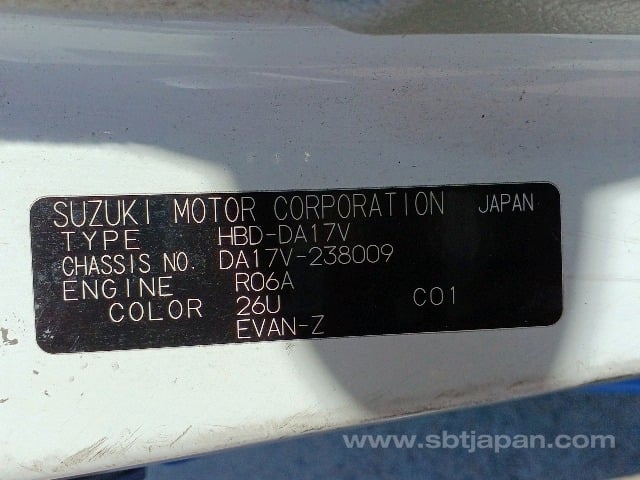 SUZUKI MOTOR CORPORATION JAPAN
TYPE HBD-DA17V
CHASSIS NO. DA17V-238009
ENGINE R06A
COLOR 26U C01
EVAN-Z
www.sbtjapan.com